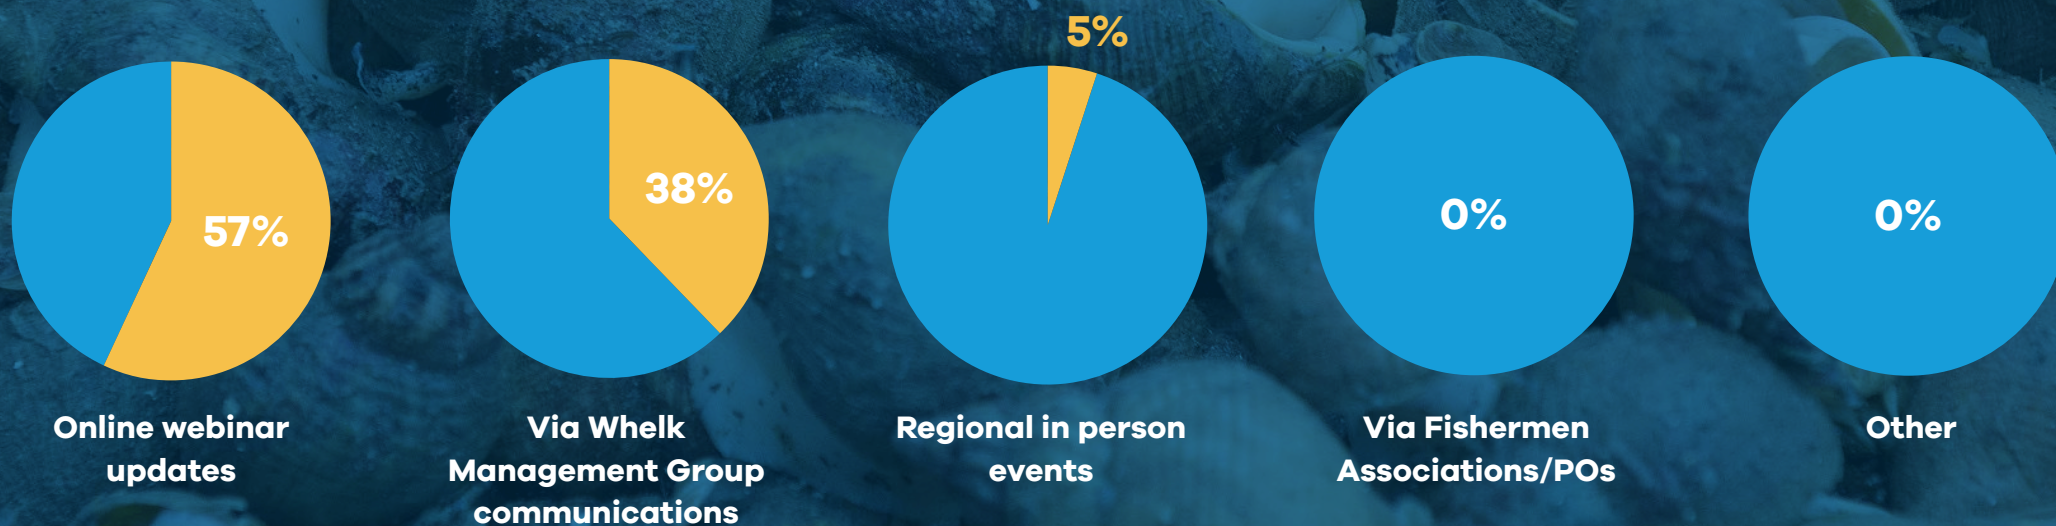 5%
57%
38%
0%
0%
Online webinar
updates
Via Whelk
Management Group
communications
Regional in person
events
Via Fishermen
Associations/POs
Other